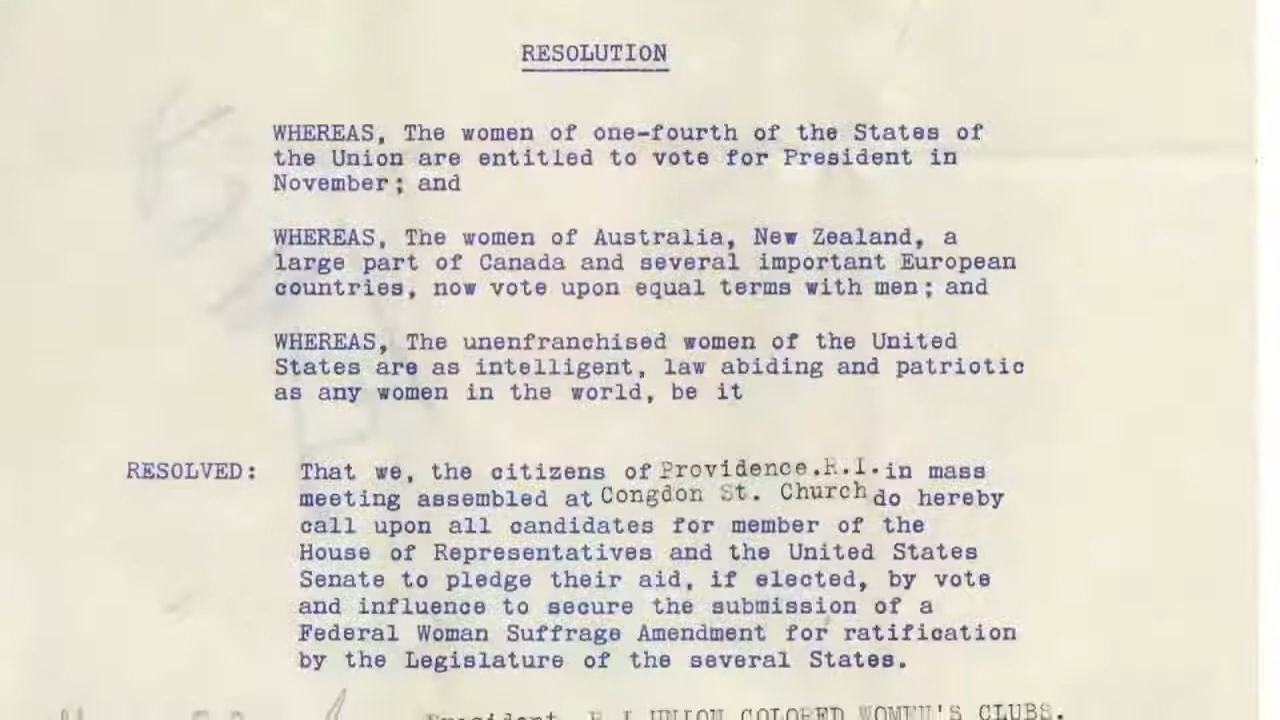 RESOLUTION
WHEREAS, The women of one-fourth of the States of
the Union are entitled to vote for President in
November; and
WHEREAS, The women of Australia, New Zealand, a
large part of Canada and several important European
countries, now vote upon equal terms with men; and
WHEREAS, The unenfranchised women of the United
States are as intelligent, law abiding and patriotic
as any women in the world, be it
RESOLVED: That we, the citizens of Providence.R.I. in mass
meeting assembled at Congdon St. Church do hereby
call upon all candidates for member of the
House of Representatives and the United States
Senate to pledge their aid, if elected, by vote
and influence to secure the submission of a
Federal Woman Suffrage Amendment for ratification
by the Legislature of the several States.
President, R I UNION COLORED WOMEN'S CLUBS.